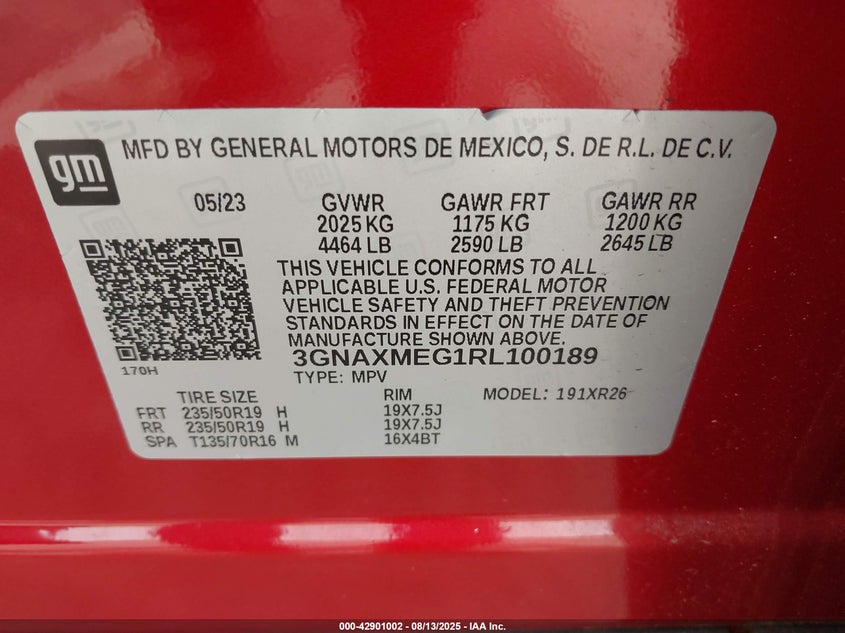 gm
MFD BY GENERAL MOTORS DE MEXICO, S. DE R.L. DE C.V.
05/23 GVWR GAWR FRT GAWR RR
2025 KG 1175 KG 1200 KG
4464 LB 2590 LB 2645 LB
THIS VEHICLE CONFORMS TO ALL
APPLICABLE U.S. FEDERAL MOTOR
VEHICLE SAFETY AND THEFT PREVENTION
STANDARDS IN EFFECT ON THE DATE OF
MANUFACTURE SHOWN ABOVE.
170H 3GNAXMEG1RL100189
TYPE: MPV
TIRE SIZE RIM MODEL: 191XR26
FRT 235/50R19 H 19X7.5J
RR 235/50R19 H 19X7.5J
SPA T135/70R16 M 16X4BT
000-42901002 - 08/13/2025 - IAA Inc.